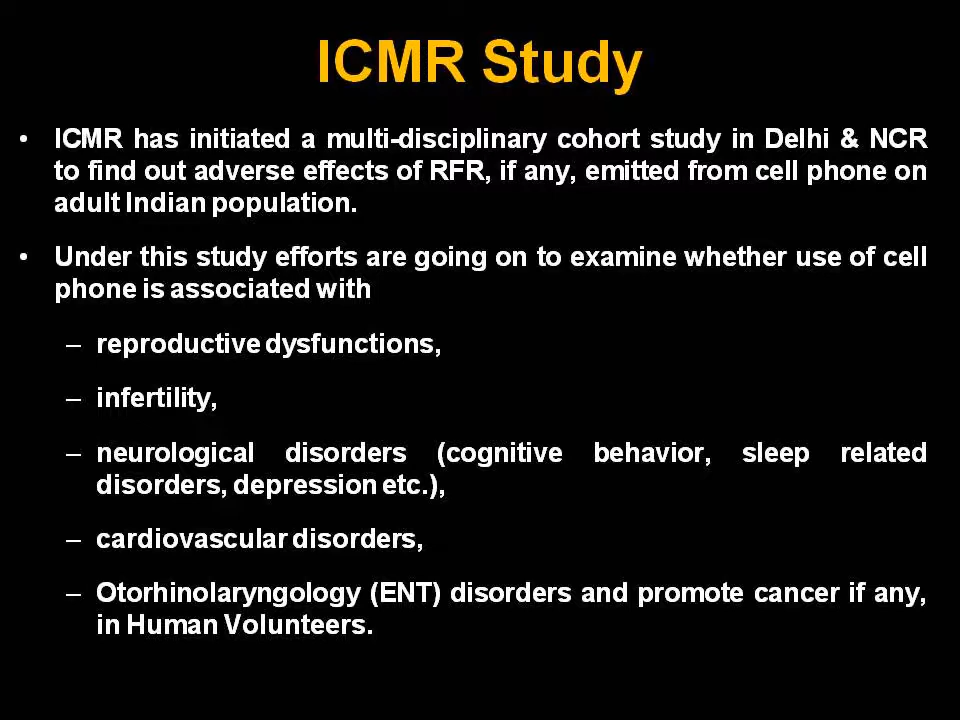 ICMR Study
• ICMR has initiated a multi-disciplinary cohort study in Delhi & NCR
to find out adverse effects of RFR, if any, emitted from cell phone on
adult Indian population.
• Under this study efforts are going on to examine whether use of cell
phone is associated with
– reproductive dysfunctions,
– infertility,
– neurological disorders (cognitive behavior, sleep related
disorders, depression etc.),
– cardiovascular disorders,
– Otorhinolaryngology (ENT) disorders and promote cancer if any,
in Human Volunteers.